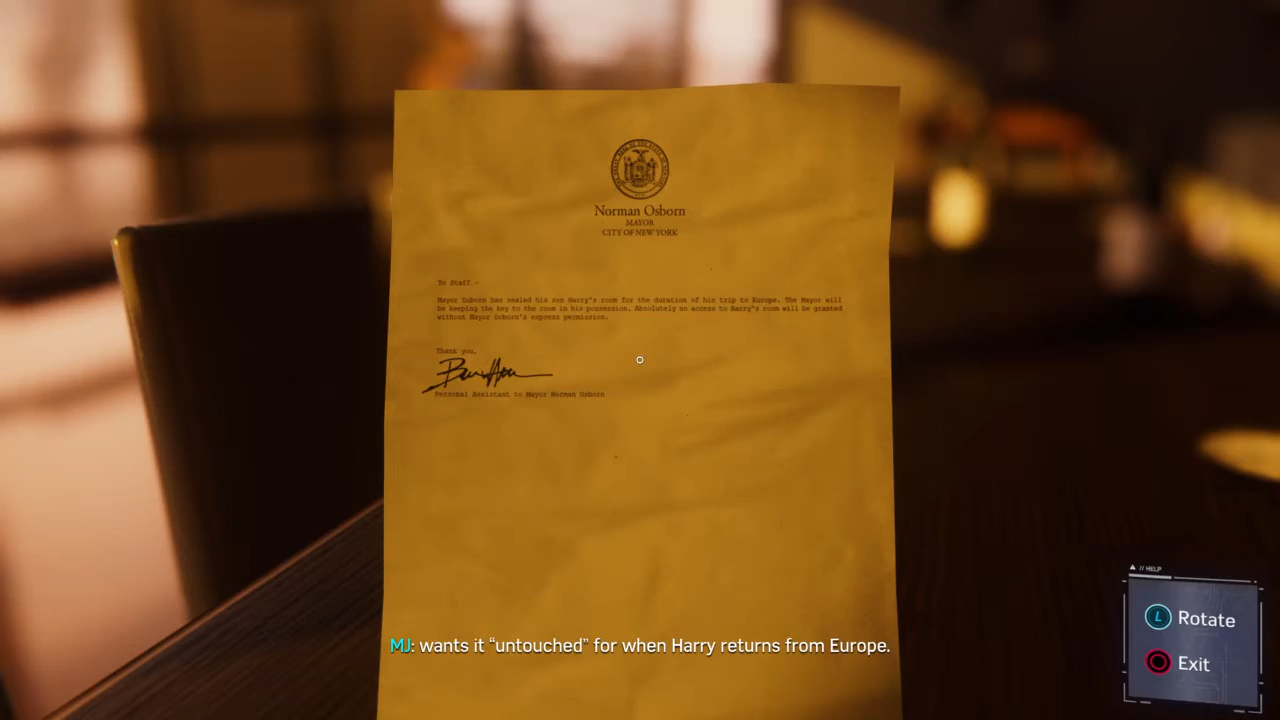 Norman Osborn
MAYOR
CITY OF NEW YORK
To Staff -
Mayor Osborn has sealed his son Harry's room for the duration of his trip to Europe. The Mayor will
be keeping the key to the room in his possession. Absolutely no access to Harry's room will be granted
without Mayor Osborn's express permission.
Thank you,
Personal Assistant to Mayor Norman Osborn
MJ: wants it “untouched” for when Harry returns from Europe.
// HELP
L Rotate
Exit